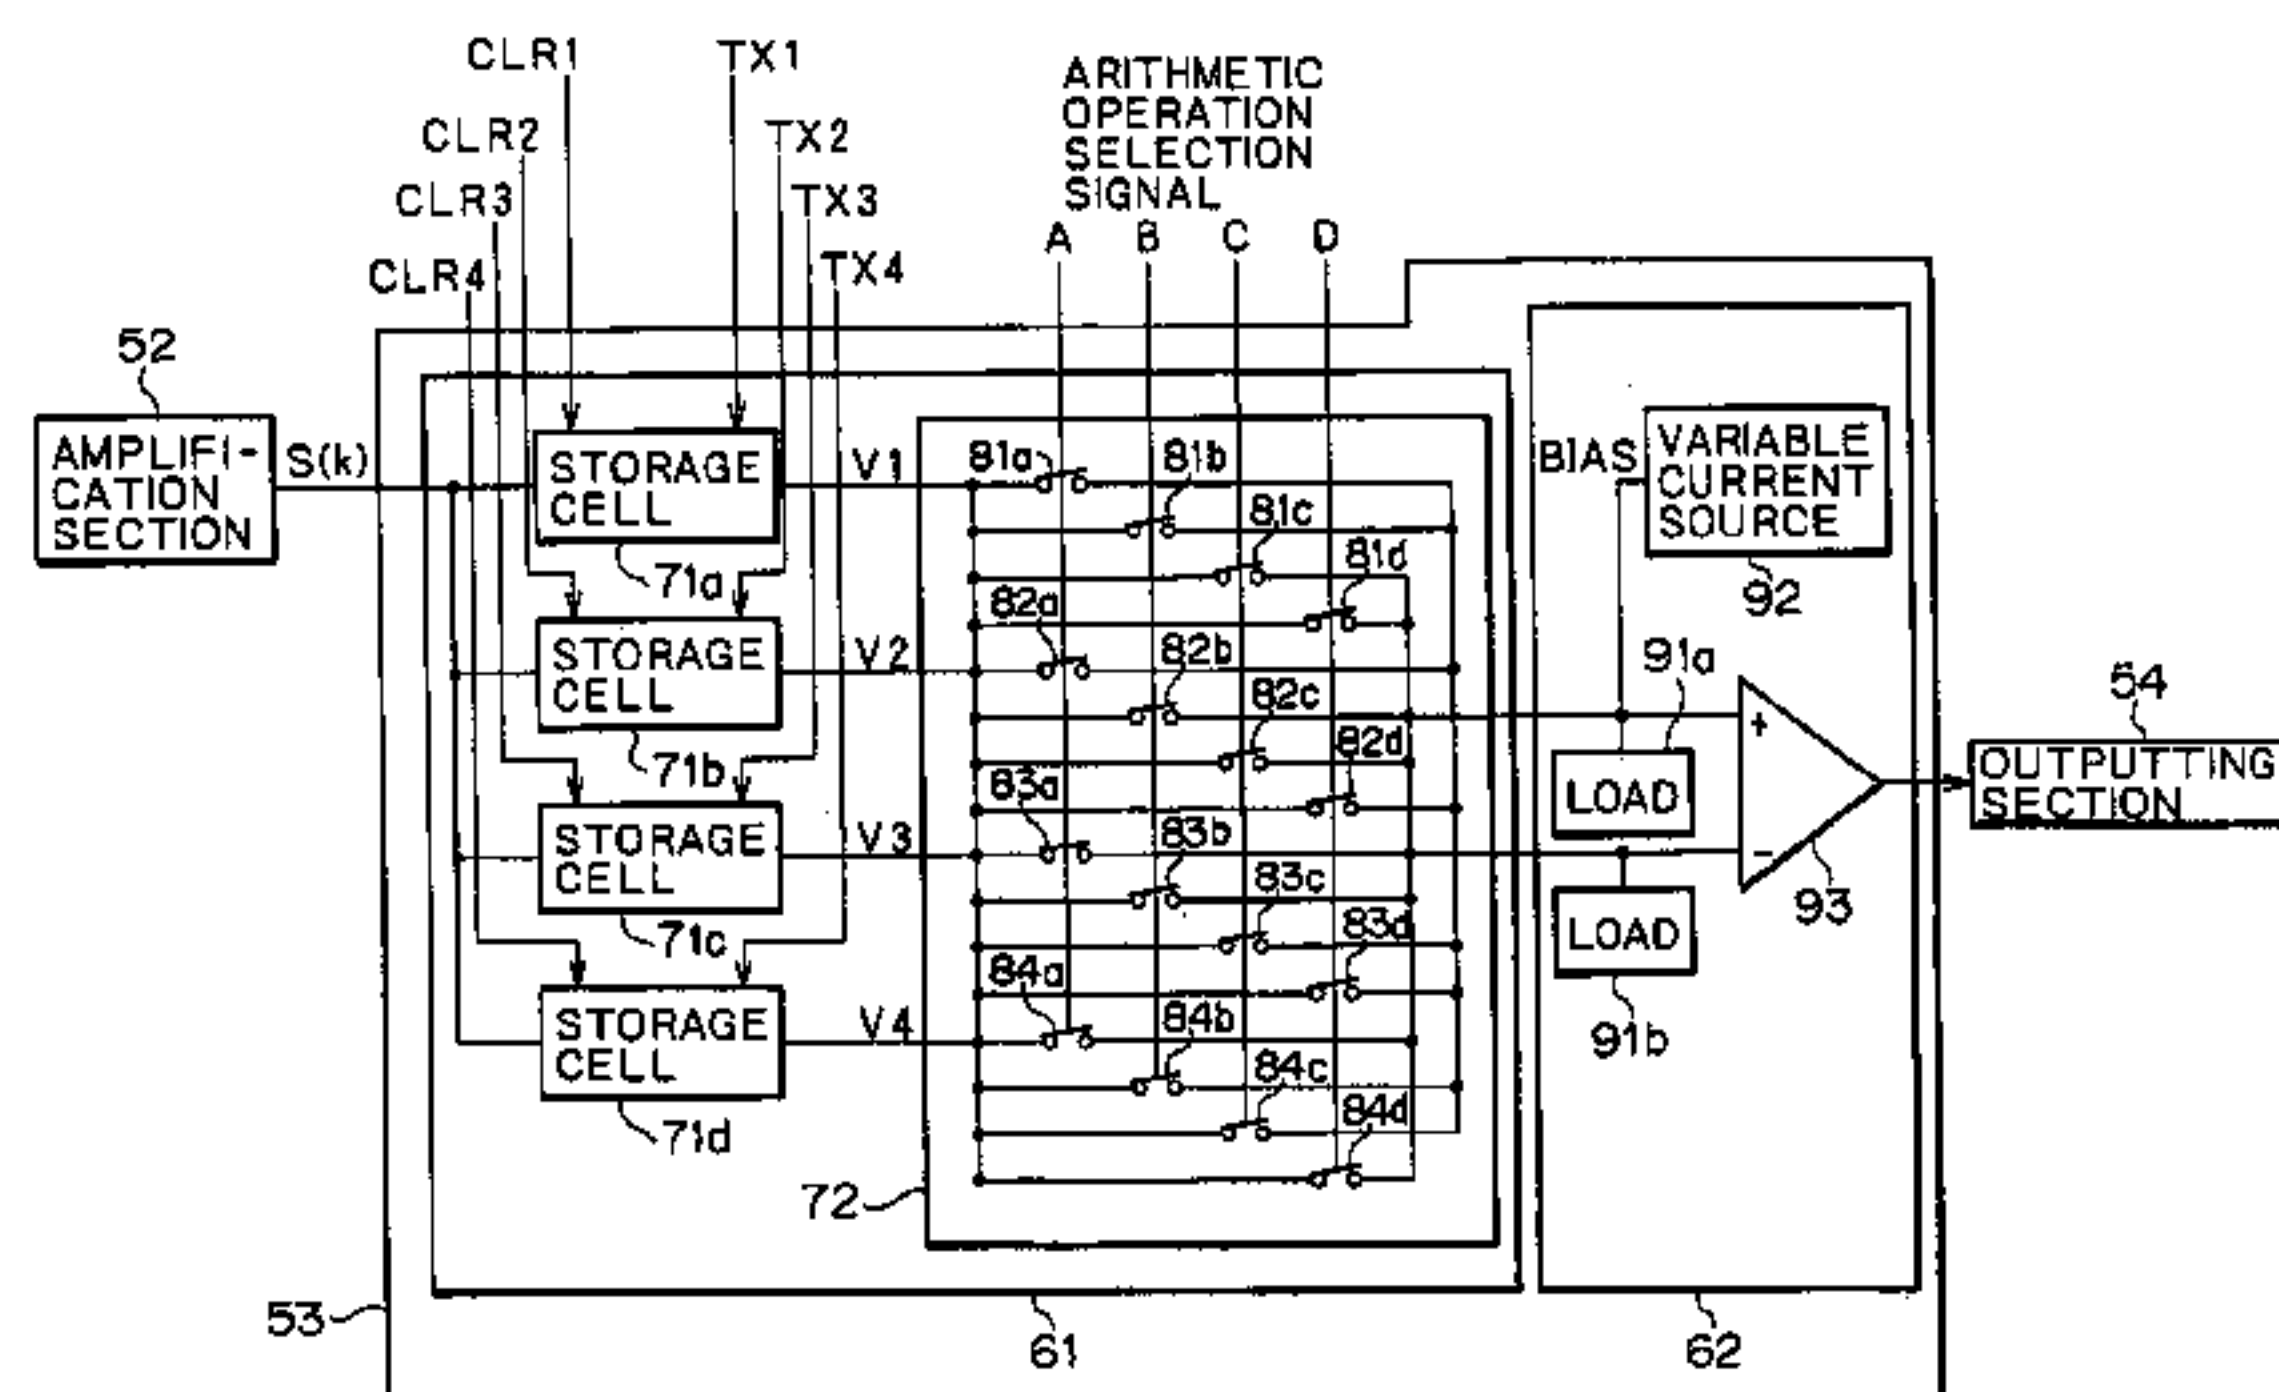 CLR1
TX1
ARITHMETIC
OPERATION
SELECTION
SIGNAL
CLR2
TX2
CLR3
TX3
CLR4
TX4
A B C D
52
AMPLIFI-
CATION
SECTION
S(k)
STORAGE
CELL
71a
V1
STORAGE
CELL
71b
V2
STORAGE
CELL
71c
V3
STORAGE
CELL
71d
V4
81a
81b
81c
81d
82a
82b
82c
82d
83a
83b
83c
83d
84a
84b
84c
84d
72
BIAS
VARIABLE
CURRENT
SOURCE
92
91a
LOAD
+
-
93
LOAD
91b
54
OUTPUTTING
SECTION
53
61
62